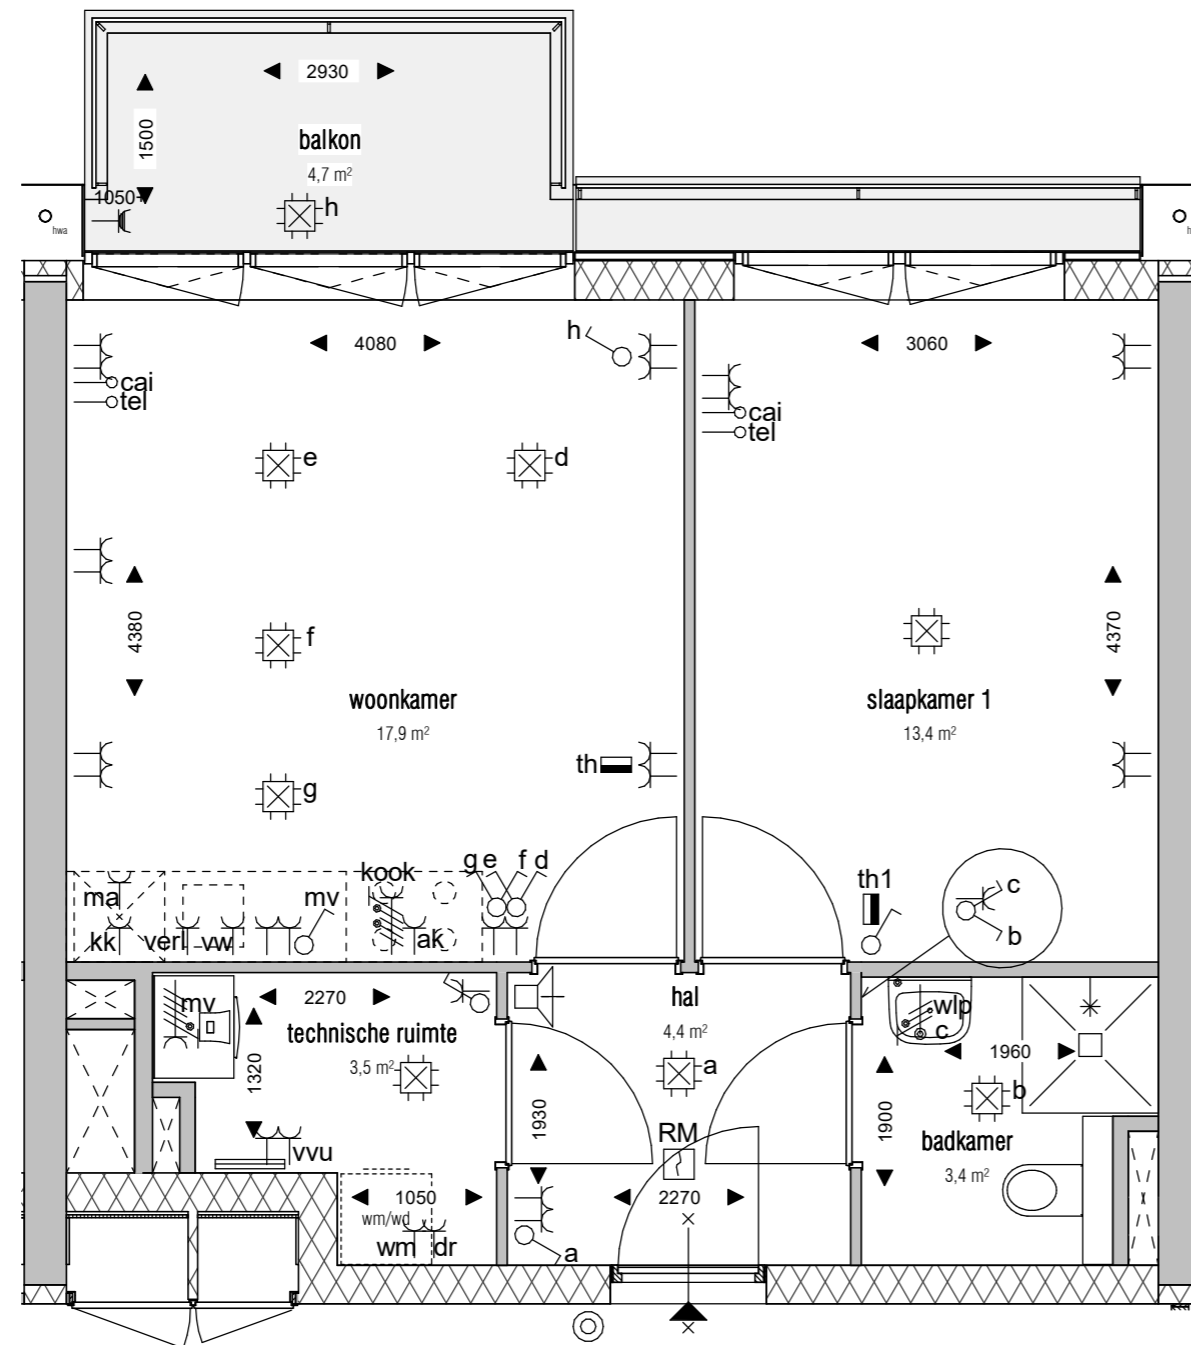 2930
1500
balkon
4,7 m²
1050+
h
hwa
4080
h
3060
cai
tel
cai
tel
e
d
4380
f
4370
woonkamer
17,9 m²
slaapkamer 1
13,4 m²
th
g
kook
g e f d
ma
mv
th1
c
b
kk
verl
vw
ak
mv
2270
hal
4,4 m²
wlp
c
technische ruimte
3,5 m²
1320
a
1960
b
1930
1900
RM
badkamer
3,4 m²
vvu
1050
2270
wm/wd
wm
dr
a